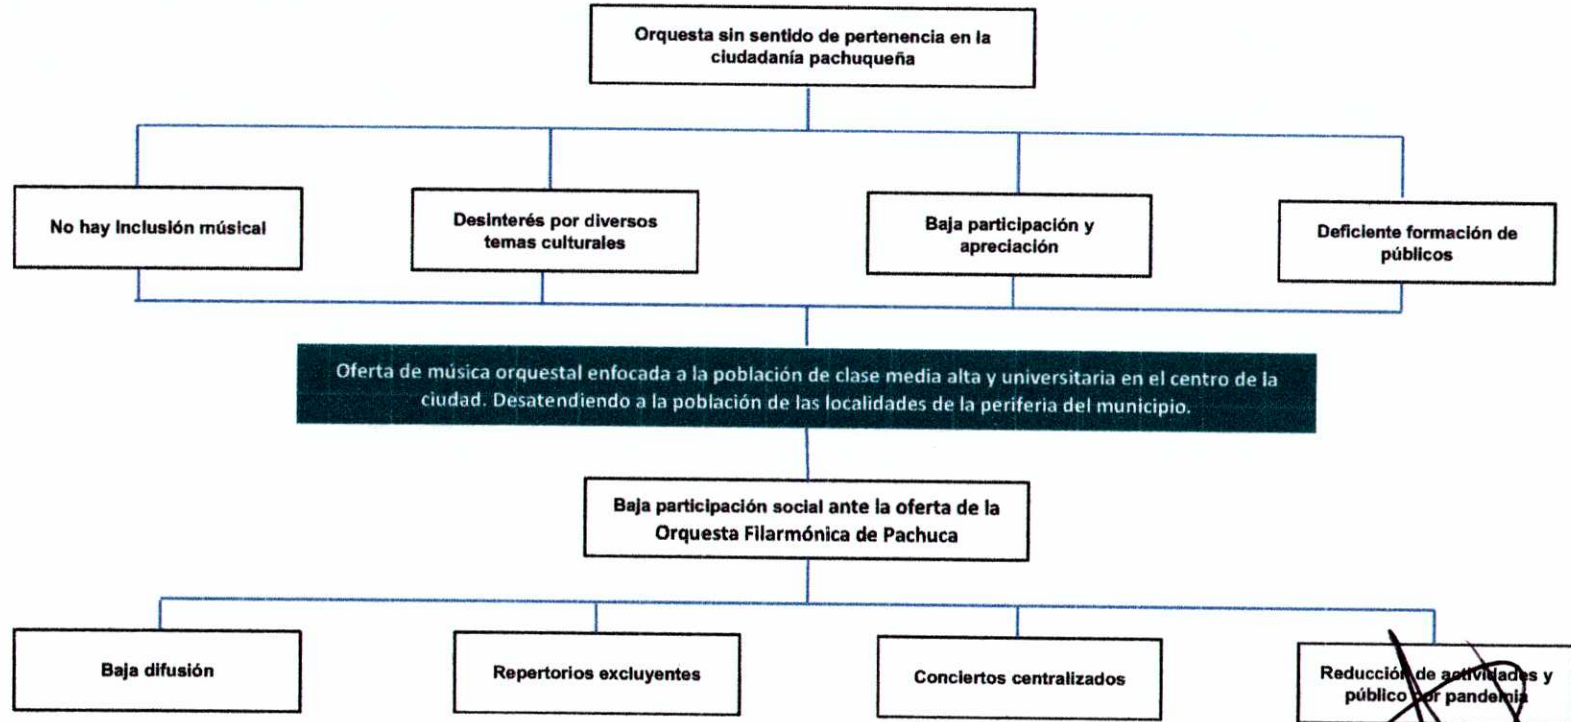 Orquesta sin sentido de pertenencia en la
ciudadanía pachuqueña
No hay Inclusión músical
Desinterés por diversos
temas culturales
Baja participación y
apreciación
Deficiente formación de
públicos
Oferta de música orquestal enfocada a la población de clase media alta y universitaria en el centro de la
ciudad. Desatendiendo a la población de las localidades de la periferia del municipio.
Baja participación social ante la oferta de la
Orquesta Filarmónica de Pachuca
Baja difusión
Repertorios excluyentes
Conciertos centralizados
Reducción de actividades y
público por pandemia